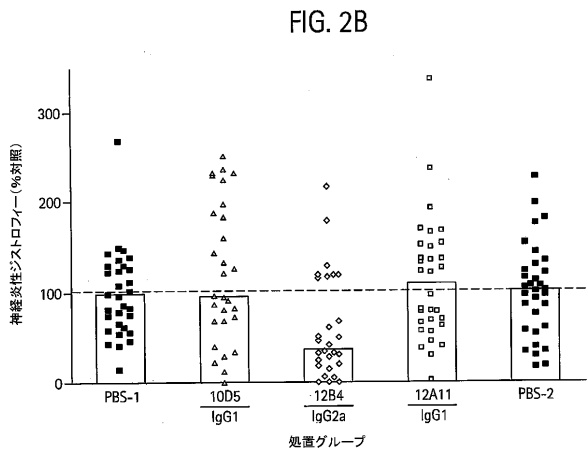 FIG. 2B
神経炎性ジストロフィー(%対照)
300
200
100
0
PBS-1
10D5
IgG1
12B4
IgG2a
12A11
IgG1
PBS-2
処置グループ